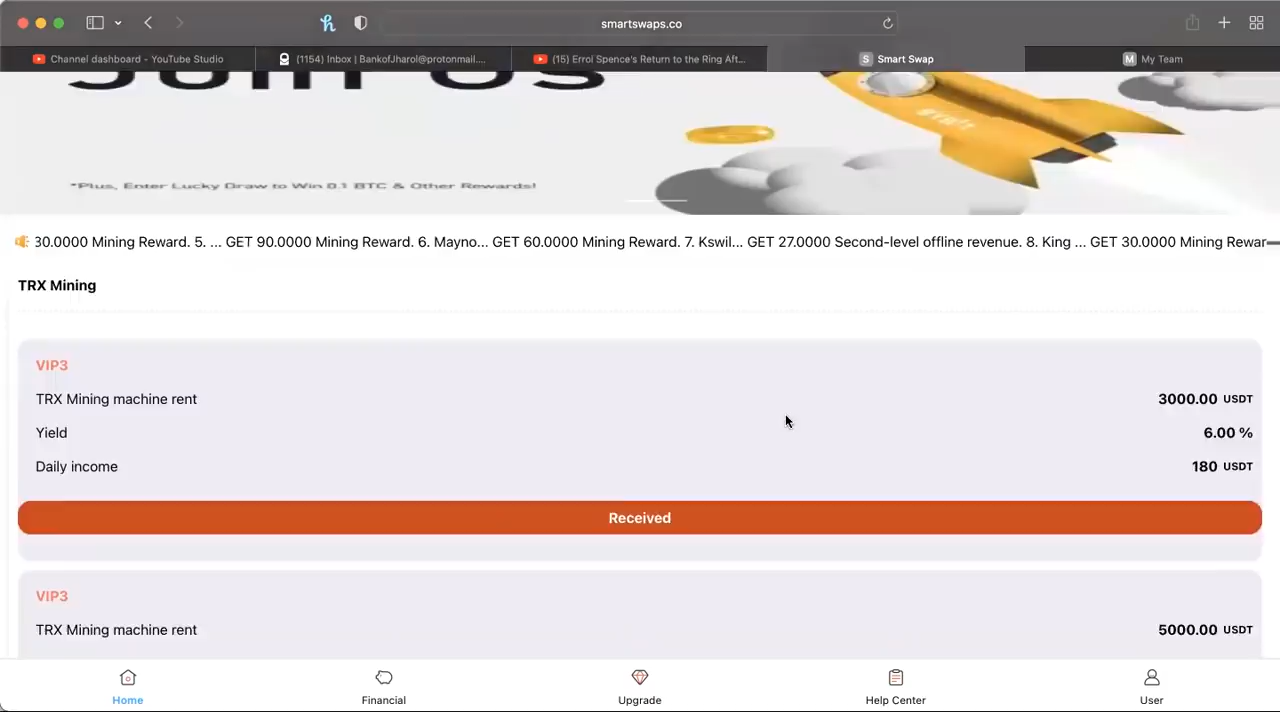 smartswaps.co
Channel dashboard - YouTube Studio
(1154) Inbox | BankofJharol@protonmail....
(15) Errol Spence's Return to the Ring Aft...
S Smart Swap
M My Team
Join Us
*Plus, Enter Lucky Draw to Win 0.1 BTC & Other Rewards!
30.0000 Mining Reward. 5. ... GET 90.0000 Mining Reward. 6. Mayno... GET 60.0000 Mining Reward. 7. Kswil... GET 27.0000 Second-level offline revenue. 8. King ... GET 30.0000 Mining Rewar
TRX Mining
VIP3
TRX Mining machine rent 3000.00 USDT
Yield 6.00 %
Daily income 180 USDT
Received
VIP3
TRX Mining machine rent 5000.00 USDT
Home Financial Upgrade Help Center User